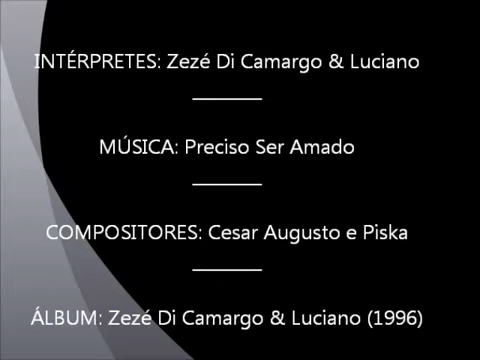 INTÉRPRETES: Zezé Di Camargo & Luciano
MÚSICA: Preciso Ser Amado
COMPOSITORES: Cesar Augusto e Piska
ÁLBUM: Zezé Di Camargo & Luciano (1996)